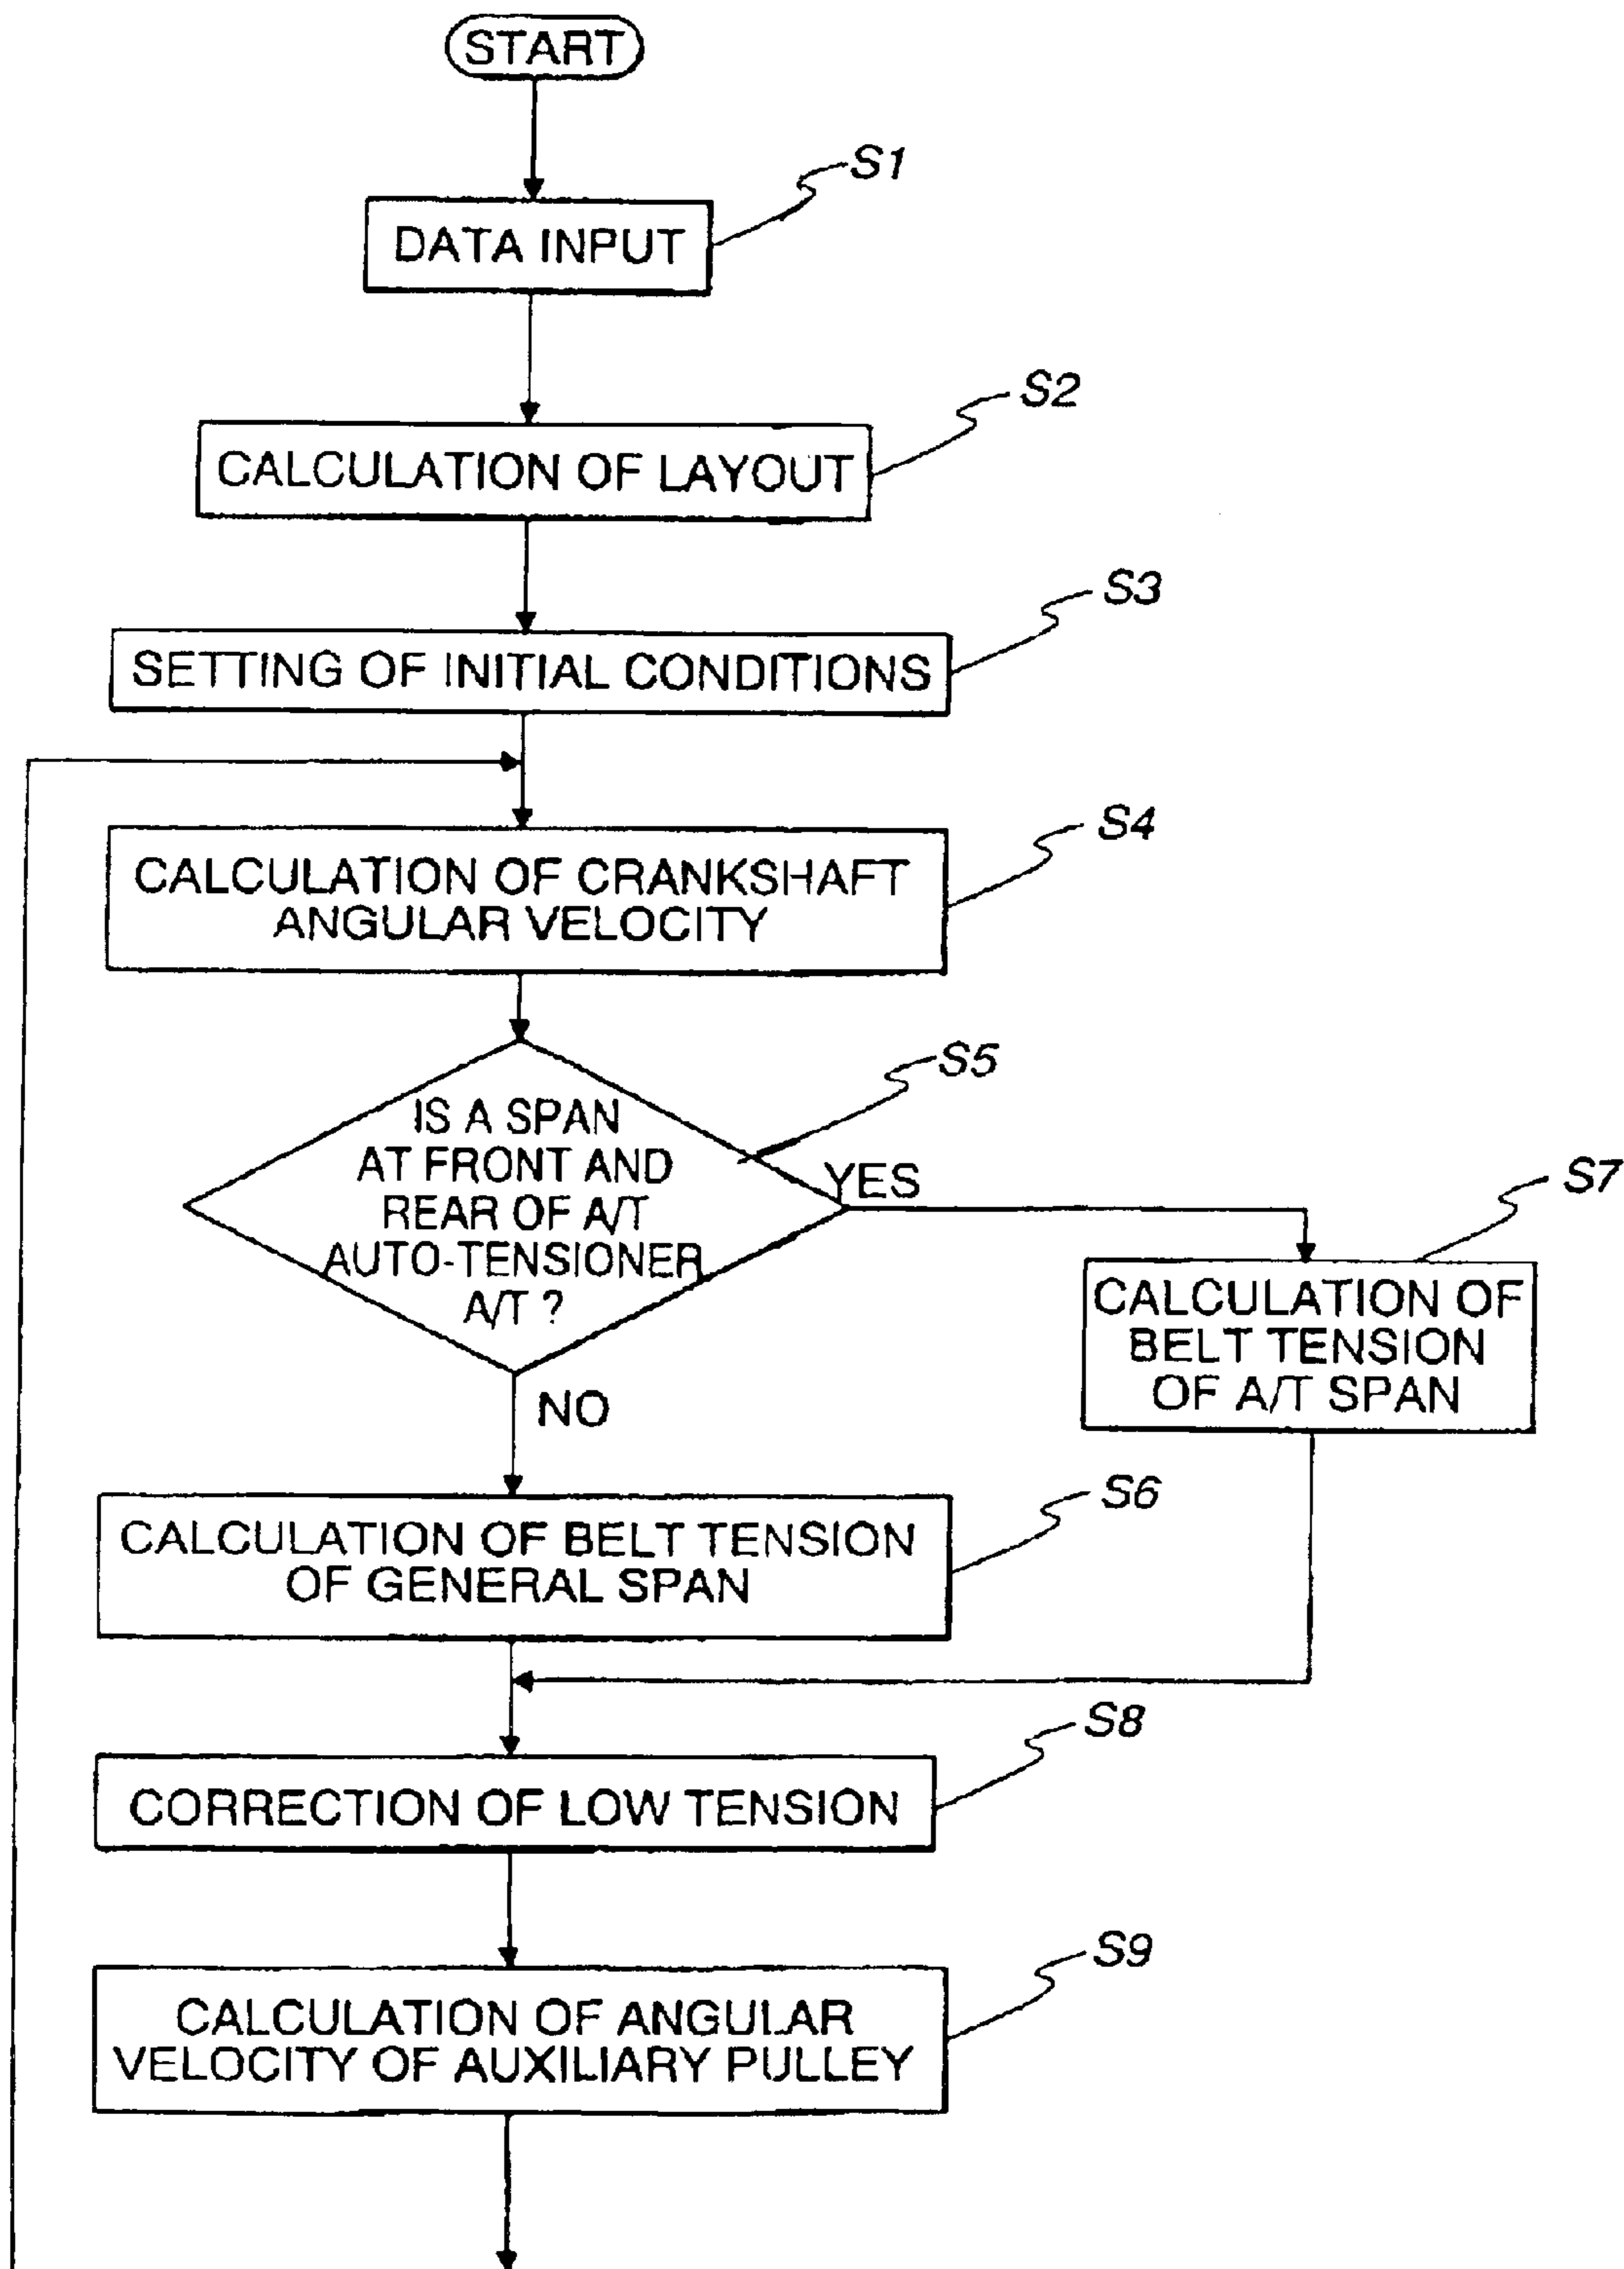 START
S1
DATA INPUT
S2
CALCULATION OF LAYOUT
S3
SETTING OF INITIAL CONDITIONS
S4
CALCULATION OF CRANKSHAFT
ANGULAR VELOCITY
S5
IS A SPAN
AT FRONT AND
REAR OF A/T
AUTO-TENSIONER
A/T ?
YES
NO
S7
CALCULATION OF
BELT TENSION
OF A/T SPAN
S6
CALCULATION OF BELT TENSION
OF GENERAL SPAN
S8
CORRECTION OF LOW TENSION
S9
CALCULATION OF ANGULAR
VELOCITY OF AUXILIARY PULLEY